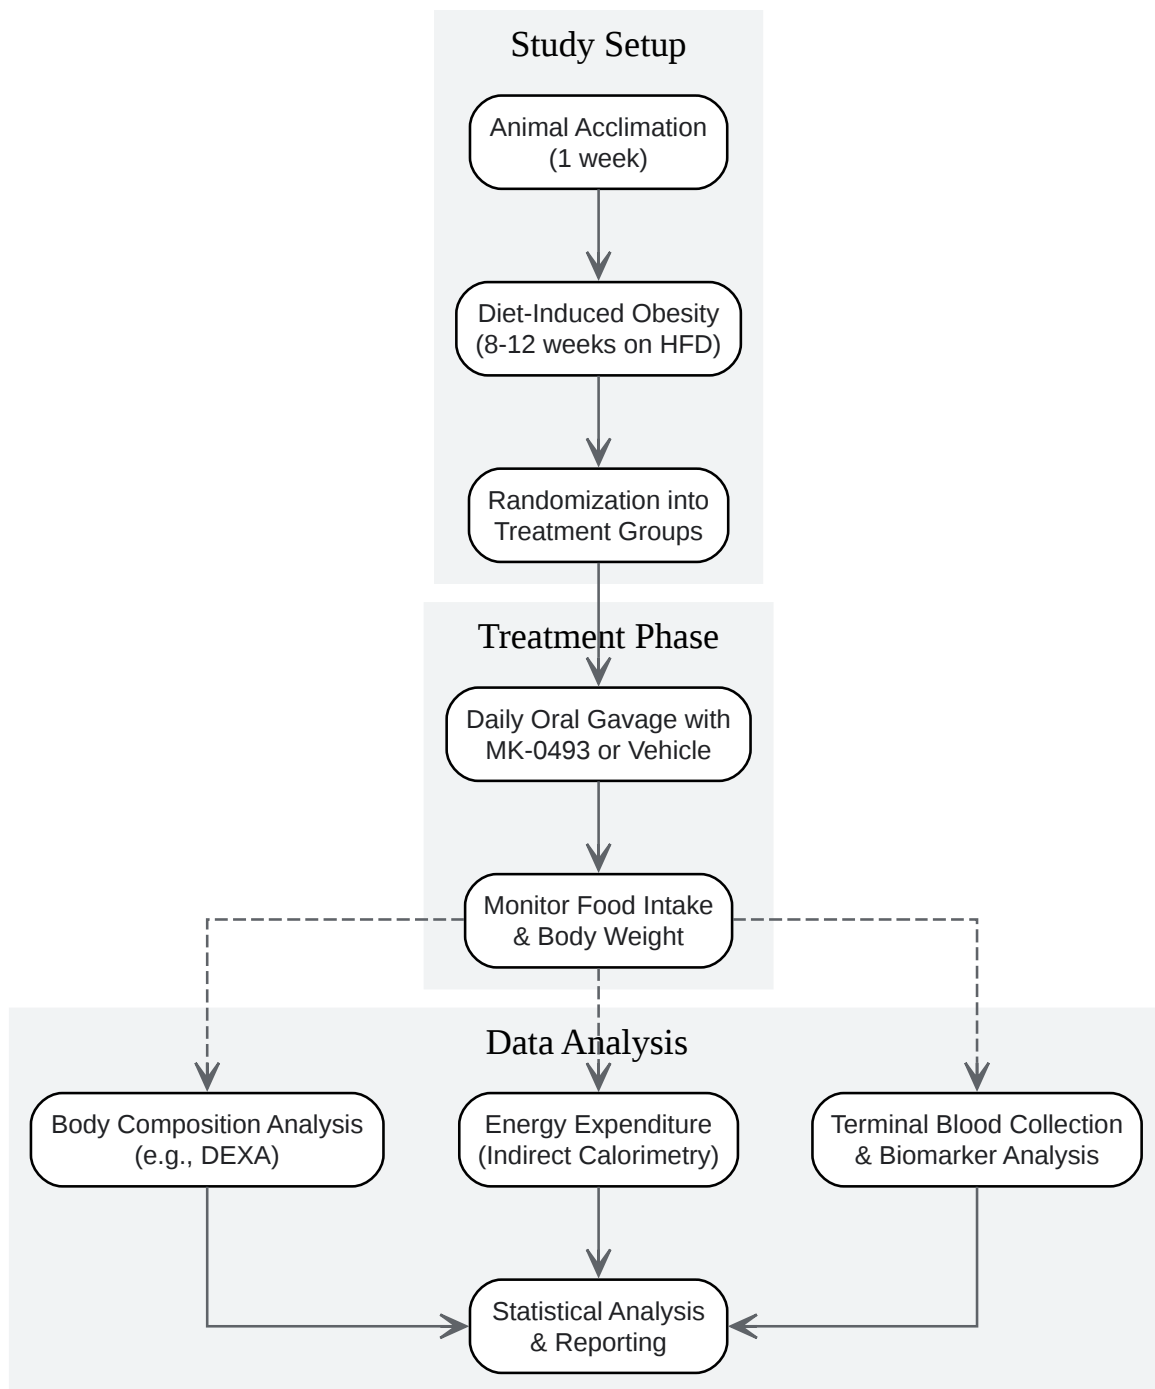 Study Setup
Animal Acclimation
(1 week)
Diet-Induced Obesity
(8-12 weeks on HFD)
Randomization into
Treatment Groups
Treatment Phase
Daily Oral Gavage with
MK-0493 or Vehicle
Monitor Food Intake
& Body Weight
Data Analysis
Body Composition Analysis
(e.g., DEXA)
Energy Expenditure
(Indirect Calorimetry)
Terminal Blood Collection
& Biomarker Analysis
Statistical Analysis
& Reporting